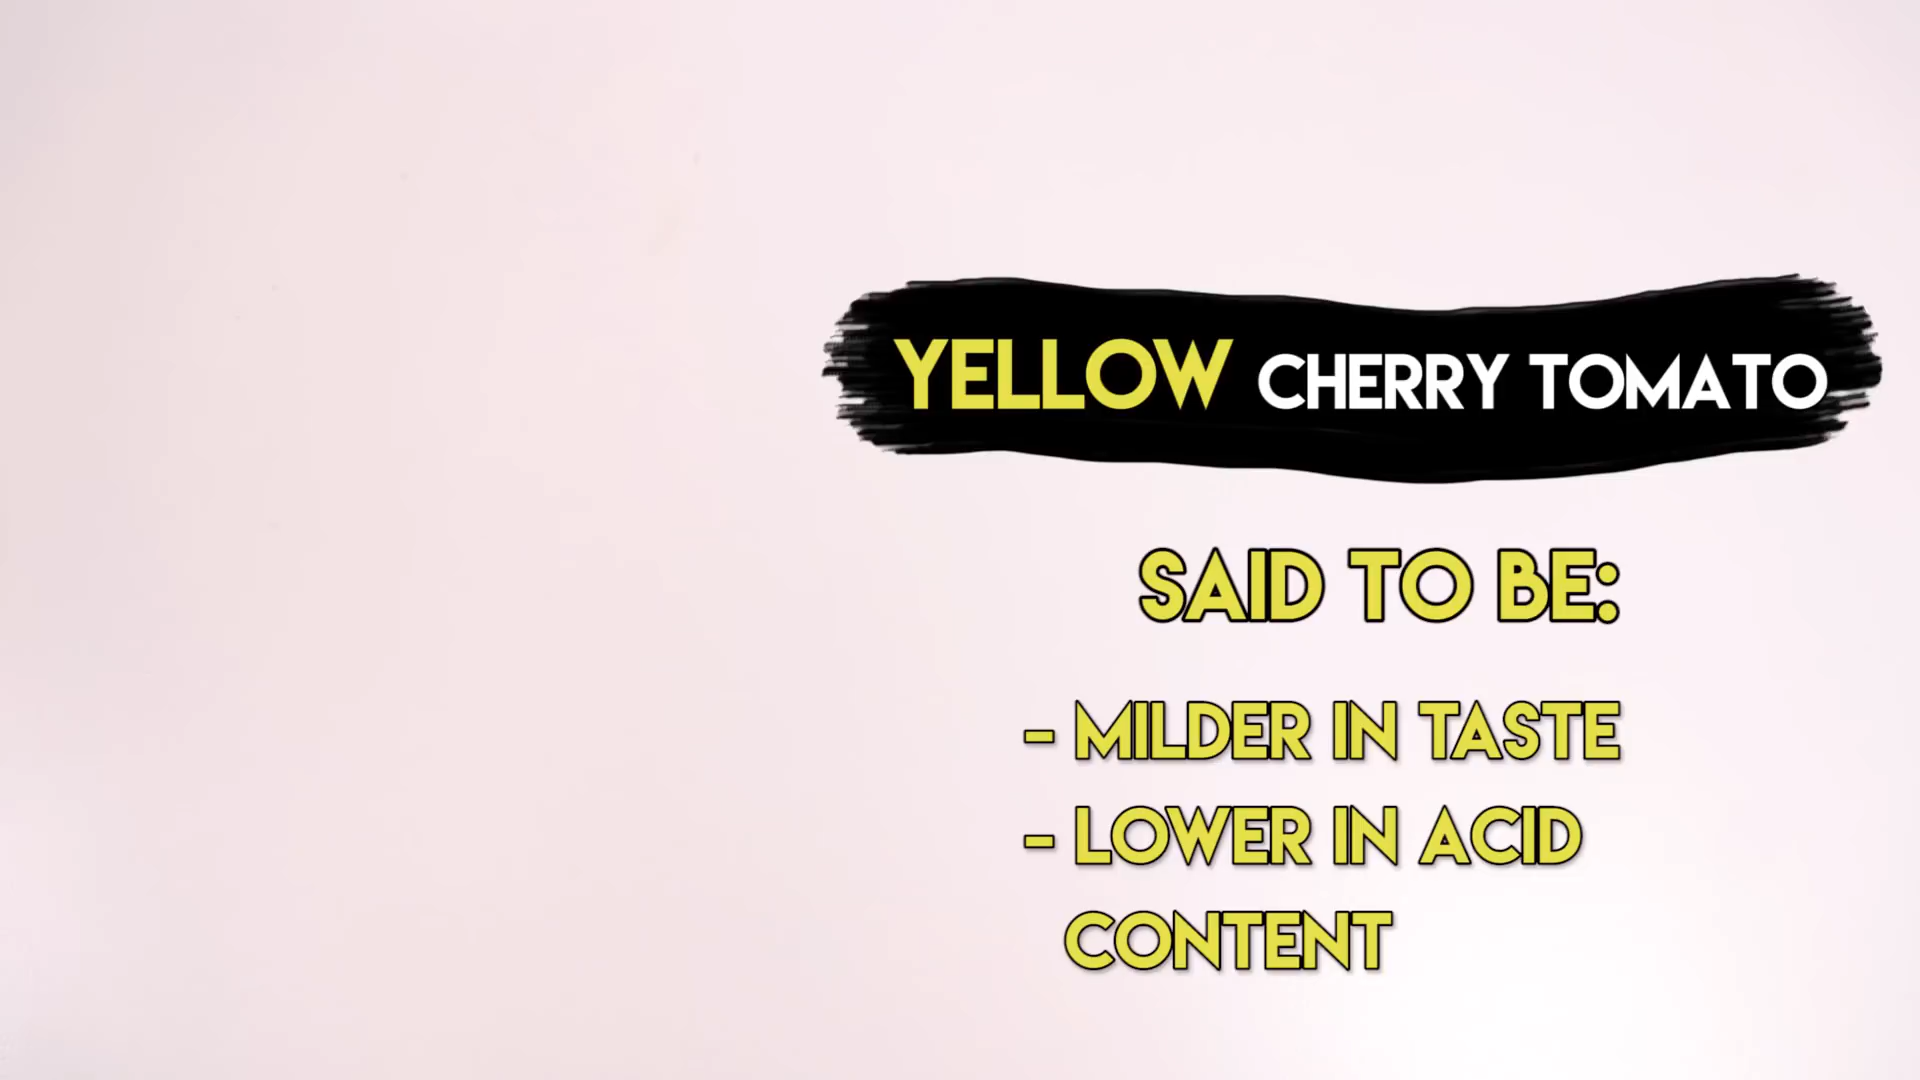 YELLOW CHERRY TOMATO
SAID TO BE:
- MILDER IN TASTE
- LOWER IN ACID
CONTENT